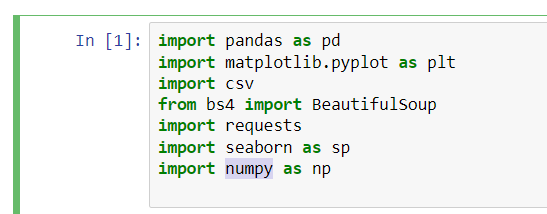 In [1]: import pandas as pd
import matplotlib.pyplot as plt
import csv
from bs4 import BeautifulSoup
import requests
import seaborn as sp
import numpy as np